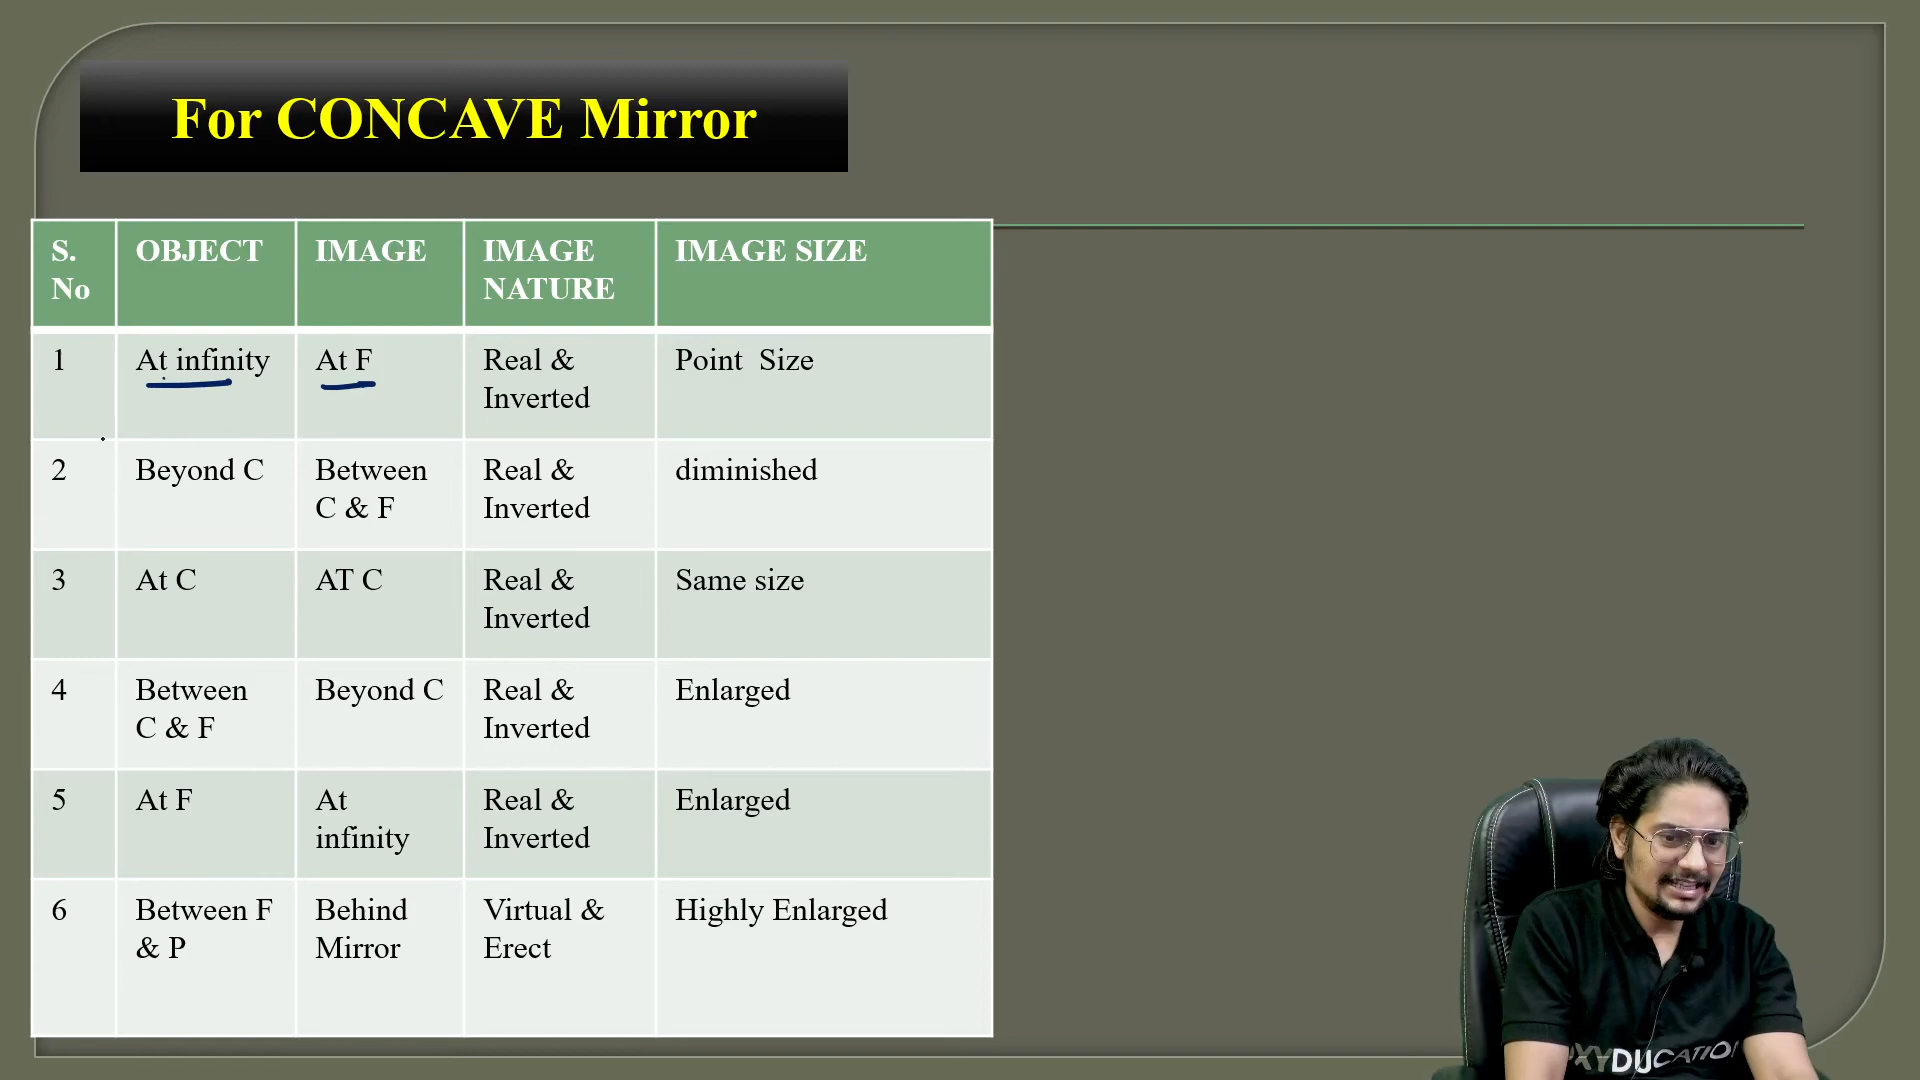 For CONCAVE Mirror
S. No OBJECT IMAGE IMAGE NATURE IMAGE SIZE
1 At infinity At F Real & Inverted Point Size
2 Beyond C Between C & F Real & Inverted diminished
3 At C AT C Real & Inverted Same size
4 Between C & F Beyond C Real & Inverted Enlarged
5 At F At infinity Real & Inverted Enlarged
6 Between F & P Behind Mirror Virtual & Erect Highly Enlarged